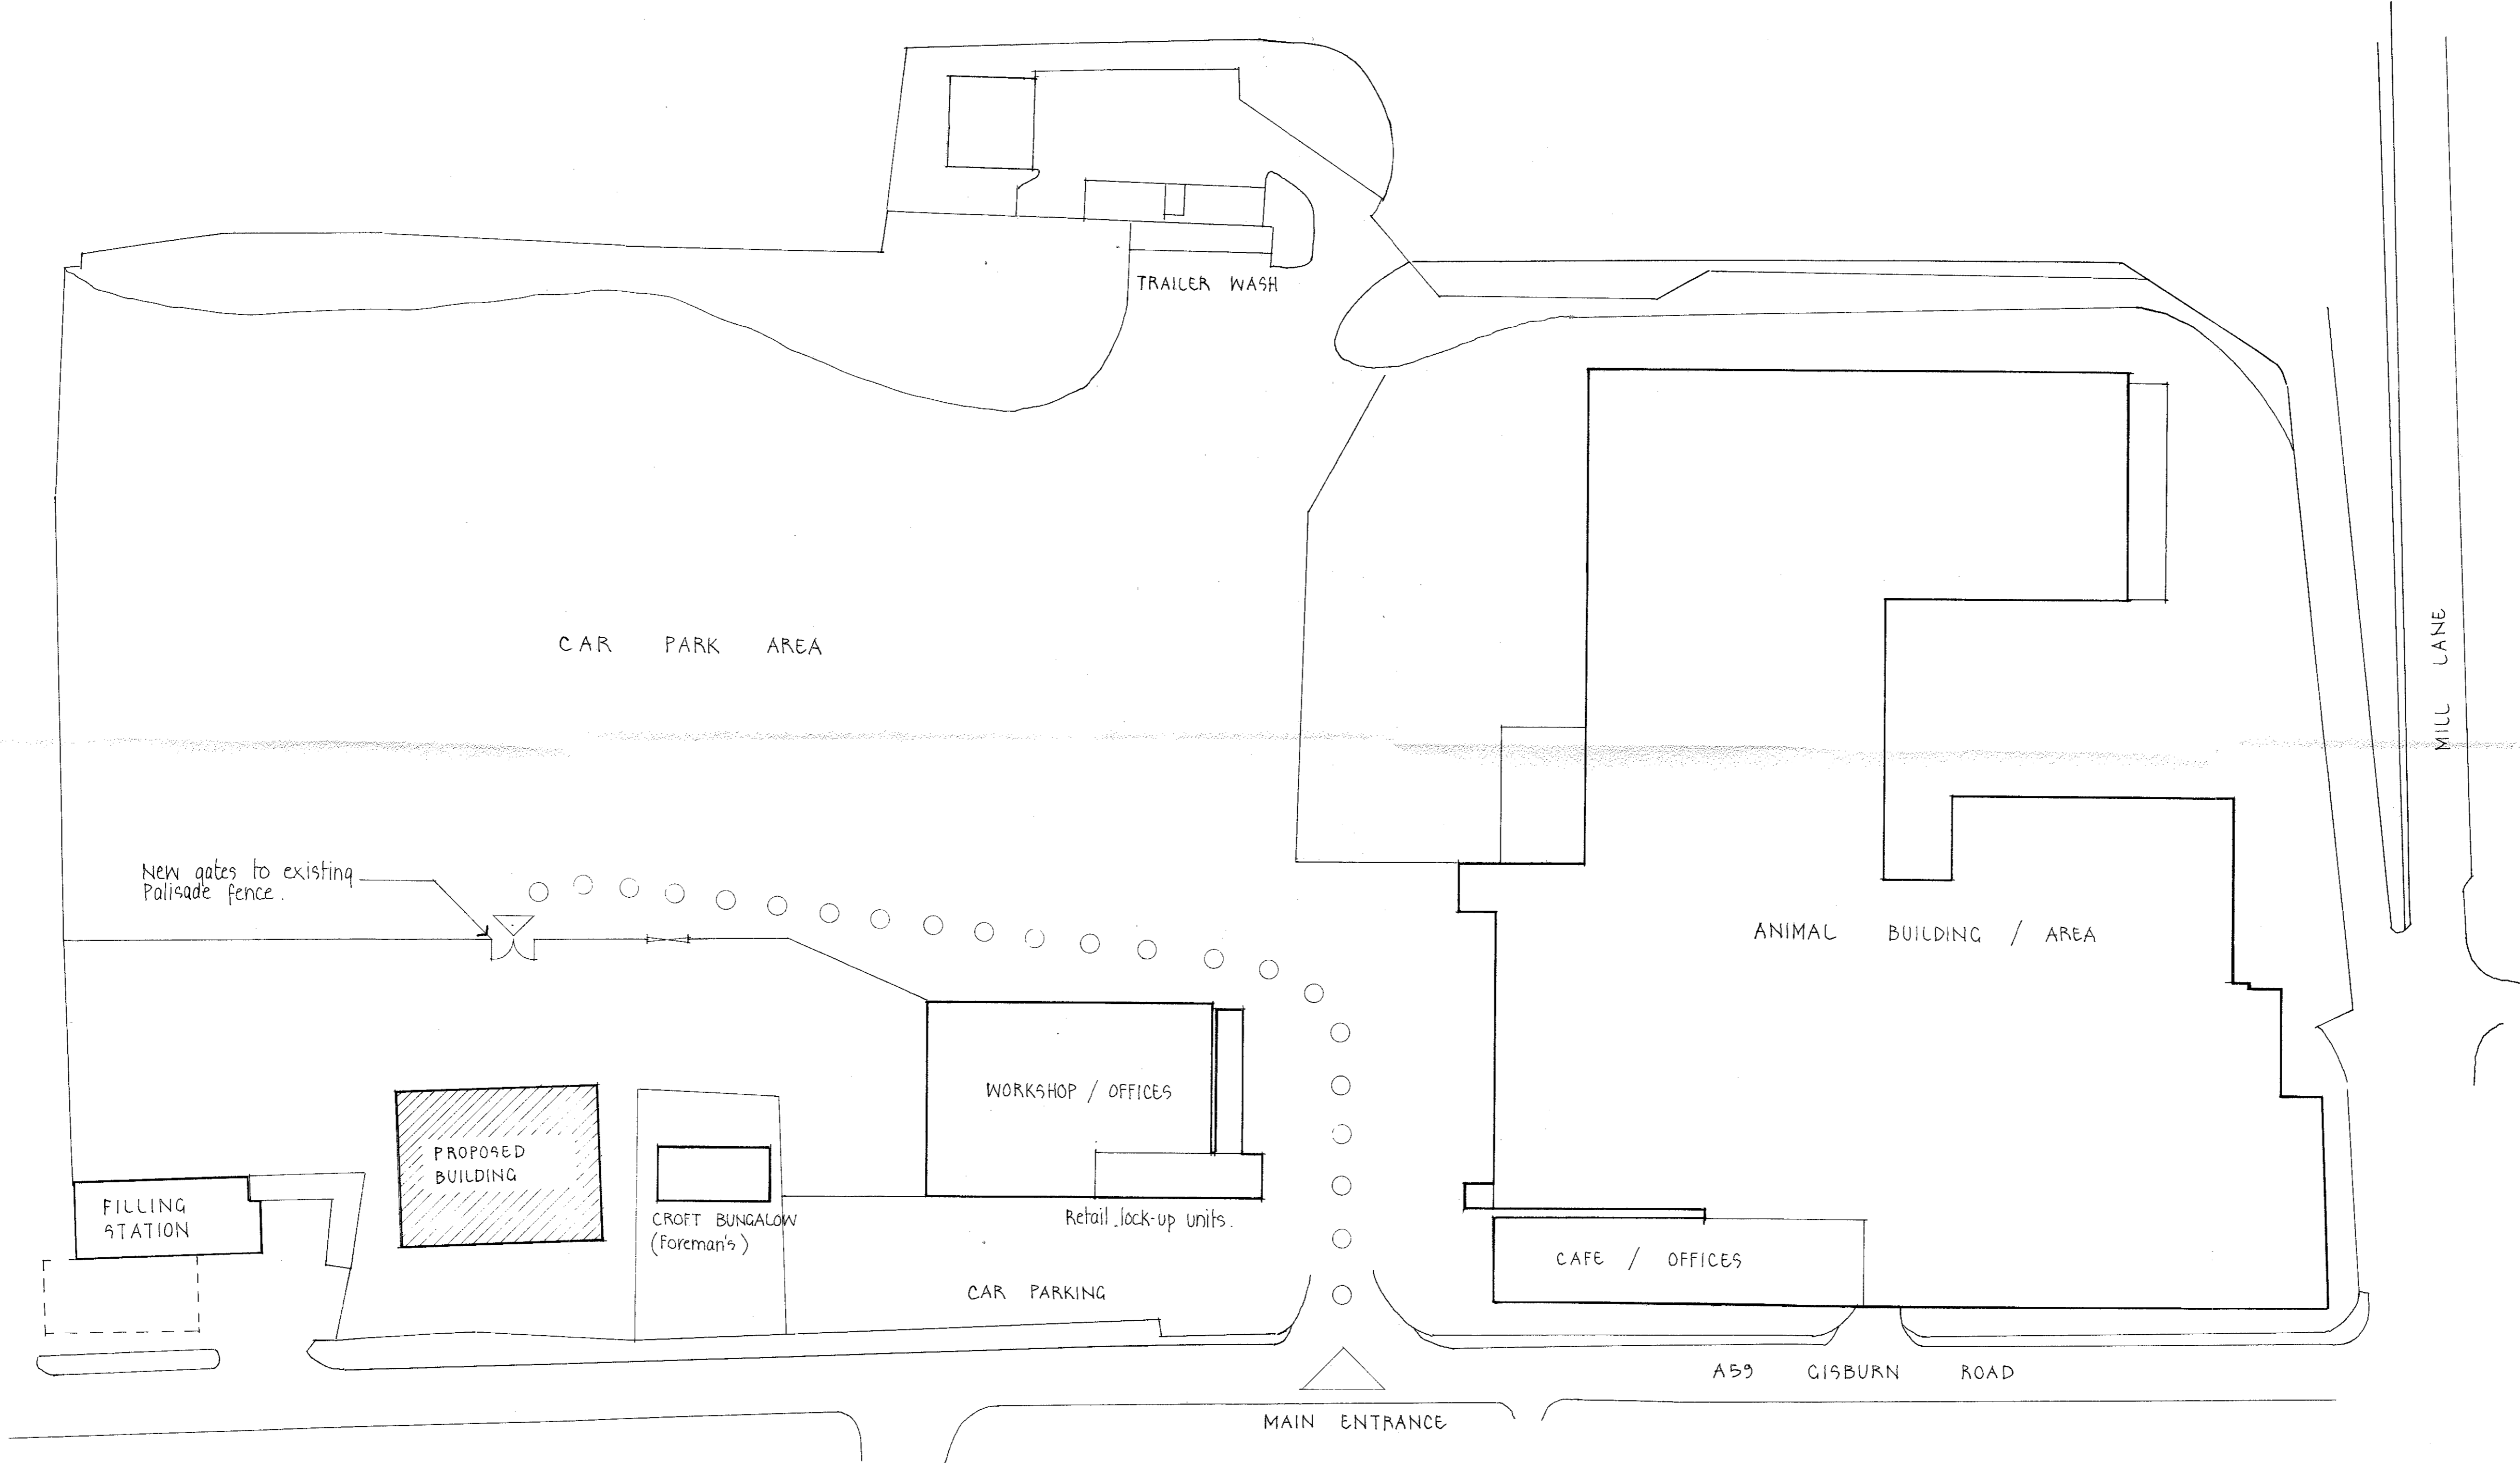 TRAILER WASH
CAR PARK AREA
MILL LANE
New gates to existing
Palisade fence.
ANIMAL BUILDING / AREA
WORKSHOP / OFFICES
PROPOSED
BUILDING
FILLING
STATION
CROFT BUNGALOW
(Foreman's)
Retail lock-up units.
CAFE / OFFICES
CAR PARKING
A59 GISBURN ROAD
MAIN ENTRANCE